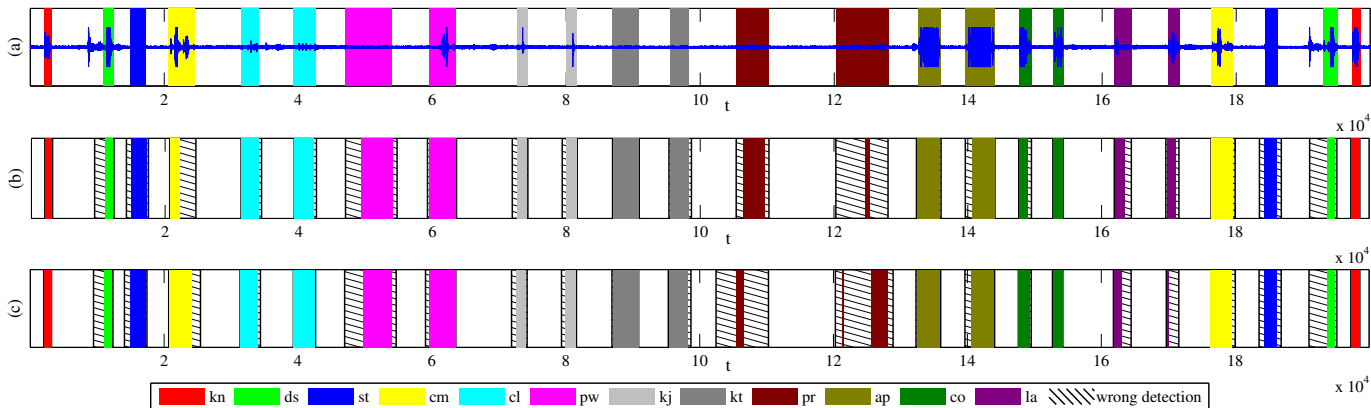 (a)
2 4 6 8 10 12 14 16 18
t
x 10^4
(b)
2 4 6 8 10 12 14 16 18
t
x 10^4
(c)
2 4 6 8 10 12 14 16 18
x 10^4
kn ds st cm cl pw kj kt pr ap co la wrong detection